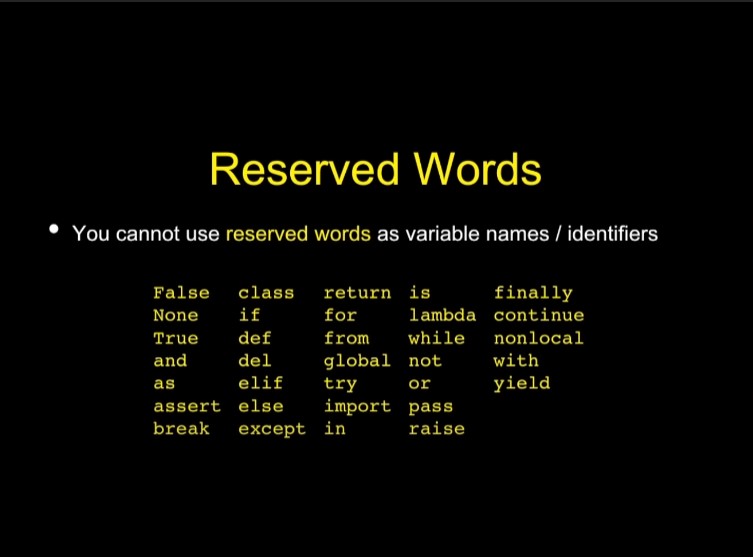 Reserved Words
• You cannot use reserved words as variable names / identifiers
False class return is finally
None if for lambda continue
True def from while nonlocal
and del global not with
as elif try or yield
assert else import pass
break except in raise